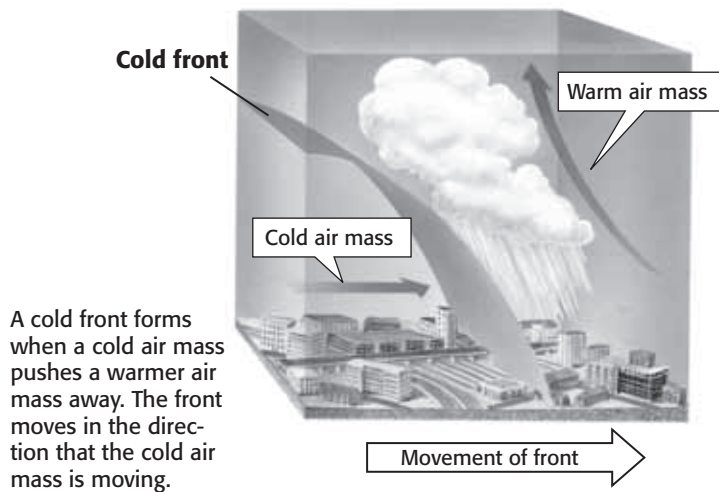 Cold front
Warm air mass
Cold air mass
A cold front forms
when a cold air mass
pushes a warmer air
mass away. The front
moves in the direc-
tion that the cold air
mass is moving.
Movement of front